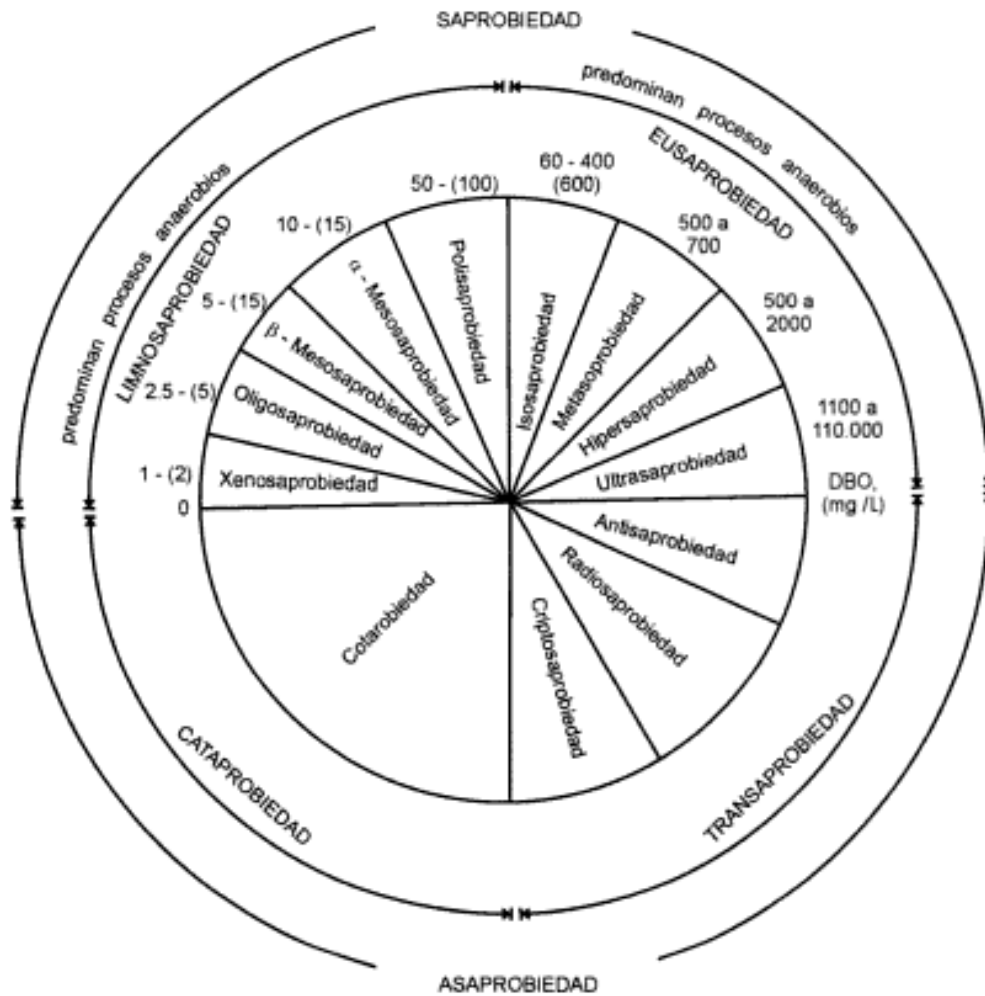 SAPROBIEDAD
predominan procesos anaerobios
predominan procesos anaerobios
LIMNOSAPROBIEDAD
EUSAPROBIEDAD
0
1 - (2)
2.5 - (5)
5 - (15)
10 - (15)
50 - (100)
60 - 400
(600)
500 a
700
500 a
2000
1100 a
110.000
DBO,
(mg /L)
Xenosaprobiedad
Oligosaprobiedad
β - Mesosaprobiedad
α - Mesosaprobiedad
Polisaprobiedad
Isosaprobiedad
Metasoprobiedad
Hipersaprobiedad
Ultrasaprobiedad
Antisaprobiedad
Radiosaprobiedad
Criptosaprobiedad
Cotarobiedad
CATAPROBIEDAD
TRANSAPROBIEDAD
ASAPROBIEDAD